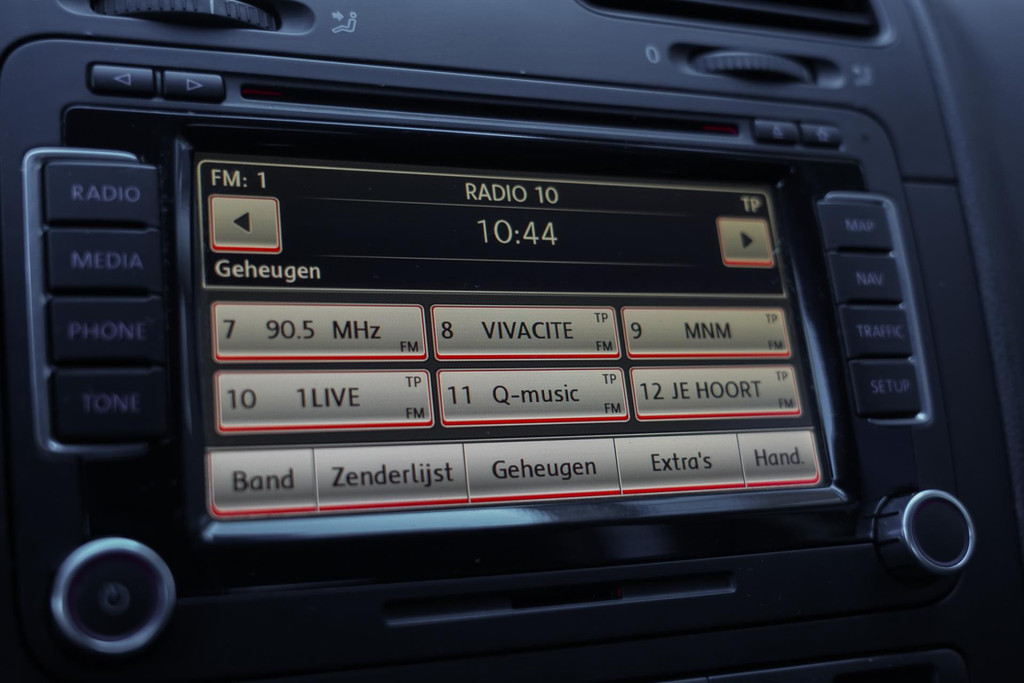 0
RADIO
MEDIA
PHONE
TONE
FM: 1
RADIO 10
TP
10:44
Geheugen
7 90.5 MHz FM
8 VIVACITE TP FM
9 MNM TP FM
10 1LIVE TP FM
11 Q-music TP FM
12 JE HOORT TP FM
Band Zenderlijst Geheugen Extra's Hand.
MAP
NAV
TRAFFIC
SETUP